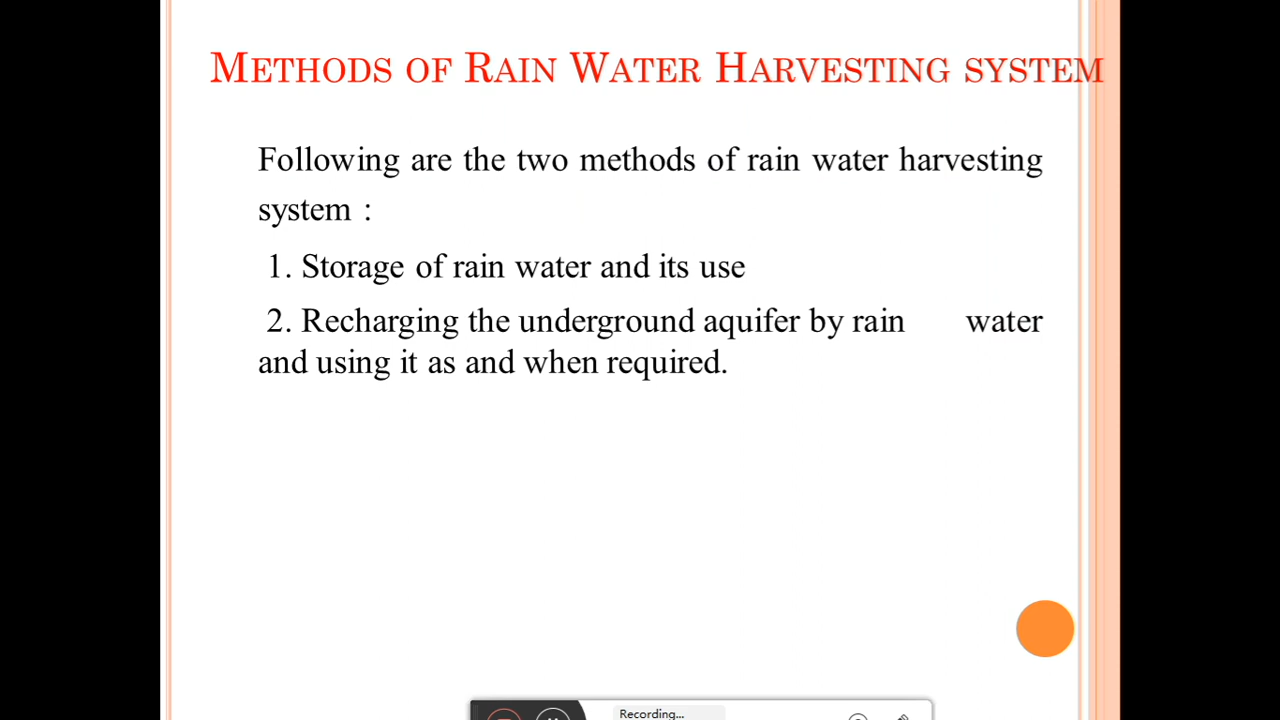 Methods of Rain Water Harvesting system
Following are the two methods of rain water harvesting
system :
1. Storage of rain water and its use
2. Recharging the underground aquifer by rain water
and using it as and when required.
Recording...